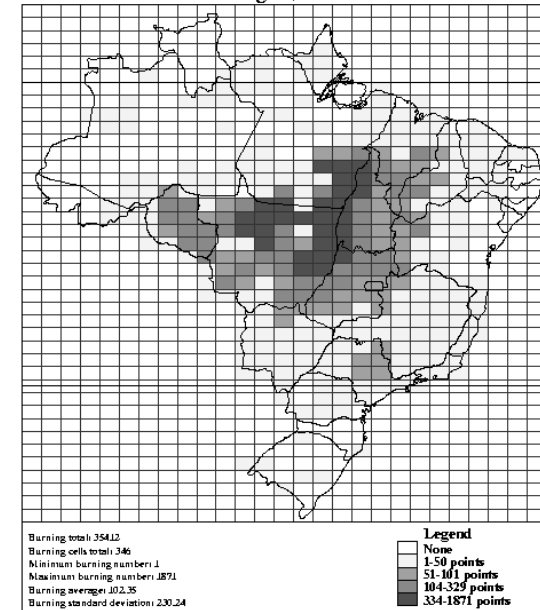 Burning total: 35412
Burning cells total: 346
Minimum burning number: 1
Maximum burning number: 1871
Burning average: 102.35
Burning standard deviation: 230.24
Legend
None
1-50 points
51-101 points
104-329 points
334-1871 points